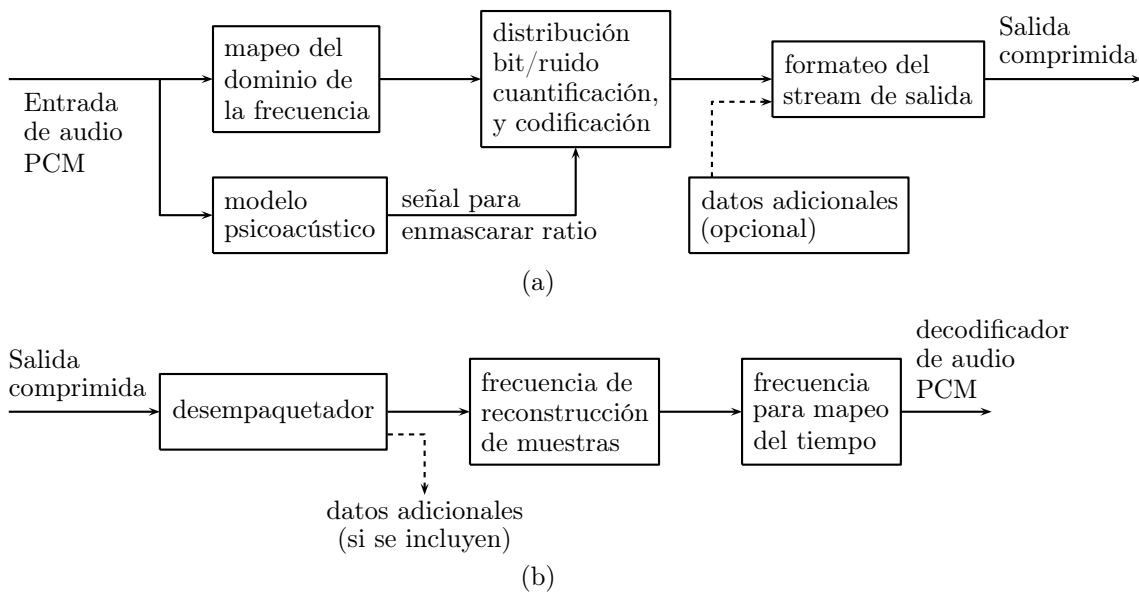 Entrada
de audio
PCM
mapeo del
dominio de
la frecuencia
modelo
psicoacústico
señal para
enmascarar ratio
distribución
bit/ruido
cuantificación,
y codificación
formateo del
stream de salida
datos adicionales
(opcional)
Salida
comprimida
(a)
Salida
comprimida
desempaquetador
datos adicionales
(si se incluyen)
frecuencia de
reconstrucción
de muestras
frecuencia
para mapeo
del tiempo
decodificador
de audio
PCM
(b)